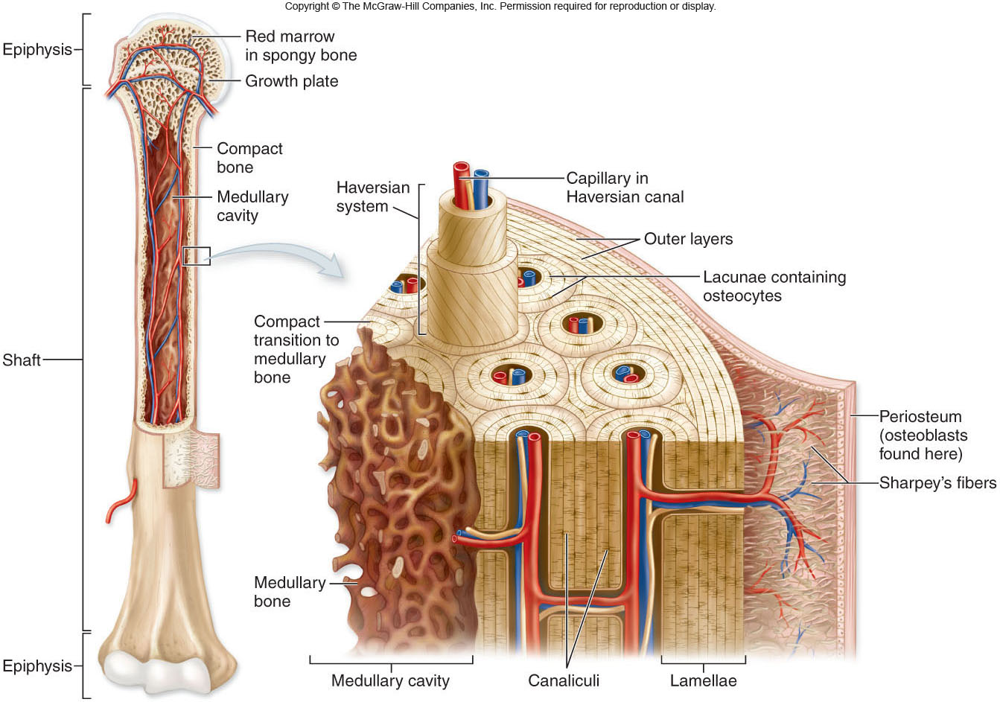 Copyright © The McGraw-Hill Companies, Inc. Permission required for reproduction or display.
Epiphysis
Red marrow
in spongy bone
Growth plate
Compact
bone
Medullary
cavity
Haversian
system
Capillary in
Haversian canal
Outer layers
Lacunae containing
osteocytes
Compact
transition to
medullary
bone
Shaft
Periosteum
(osteoblasts
found here)
Sharpey's fibers
Medullary
bone
Epiphysis
Medullary cavity
Canaliculi
Lamellae